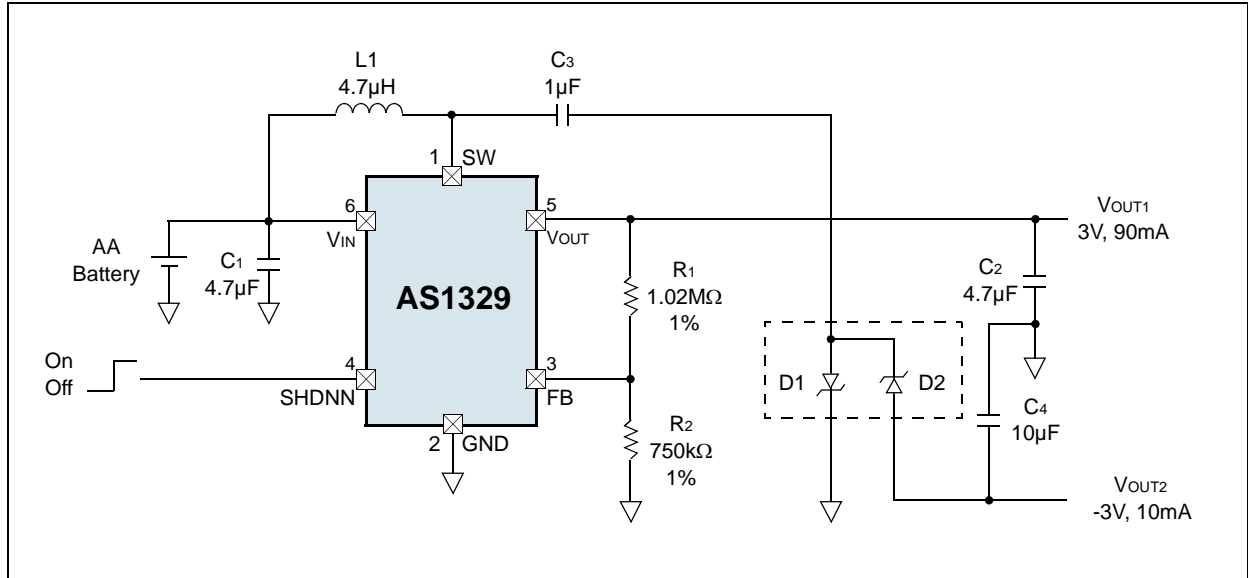 L1
4.7µH
C3
1µF
1 SW
6
VIN
5
VOUT
AA
Battery
C1
4.7µF
AS1329
R1
1.02MΩ
1%
VOUT1
3V, 90mA
C2
4.7µF
On
Off
4
SHDNN
3
FB
D1
D2
2 GND
R2
750kΩ
1%
C4
10µF
VOUT2
-3V, 10mA